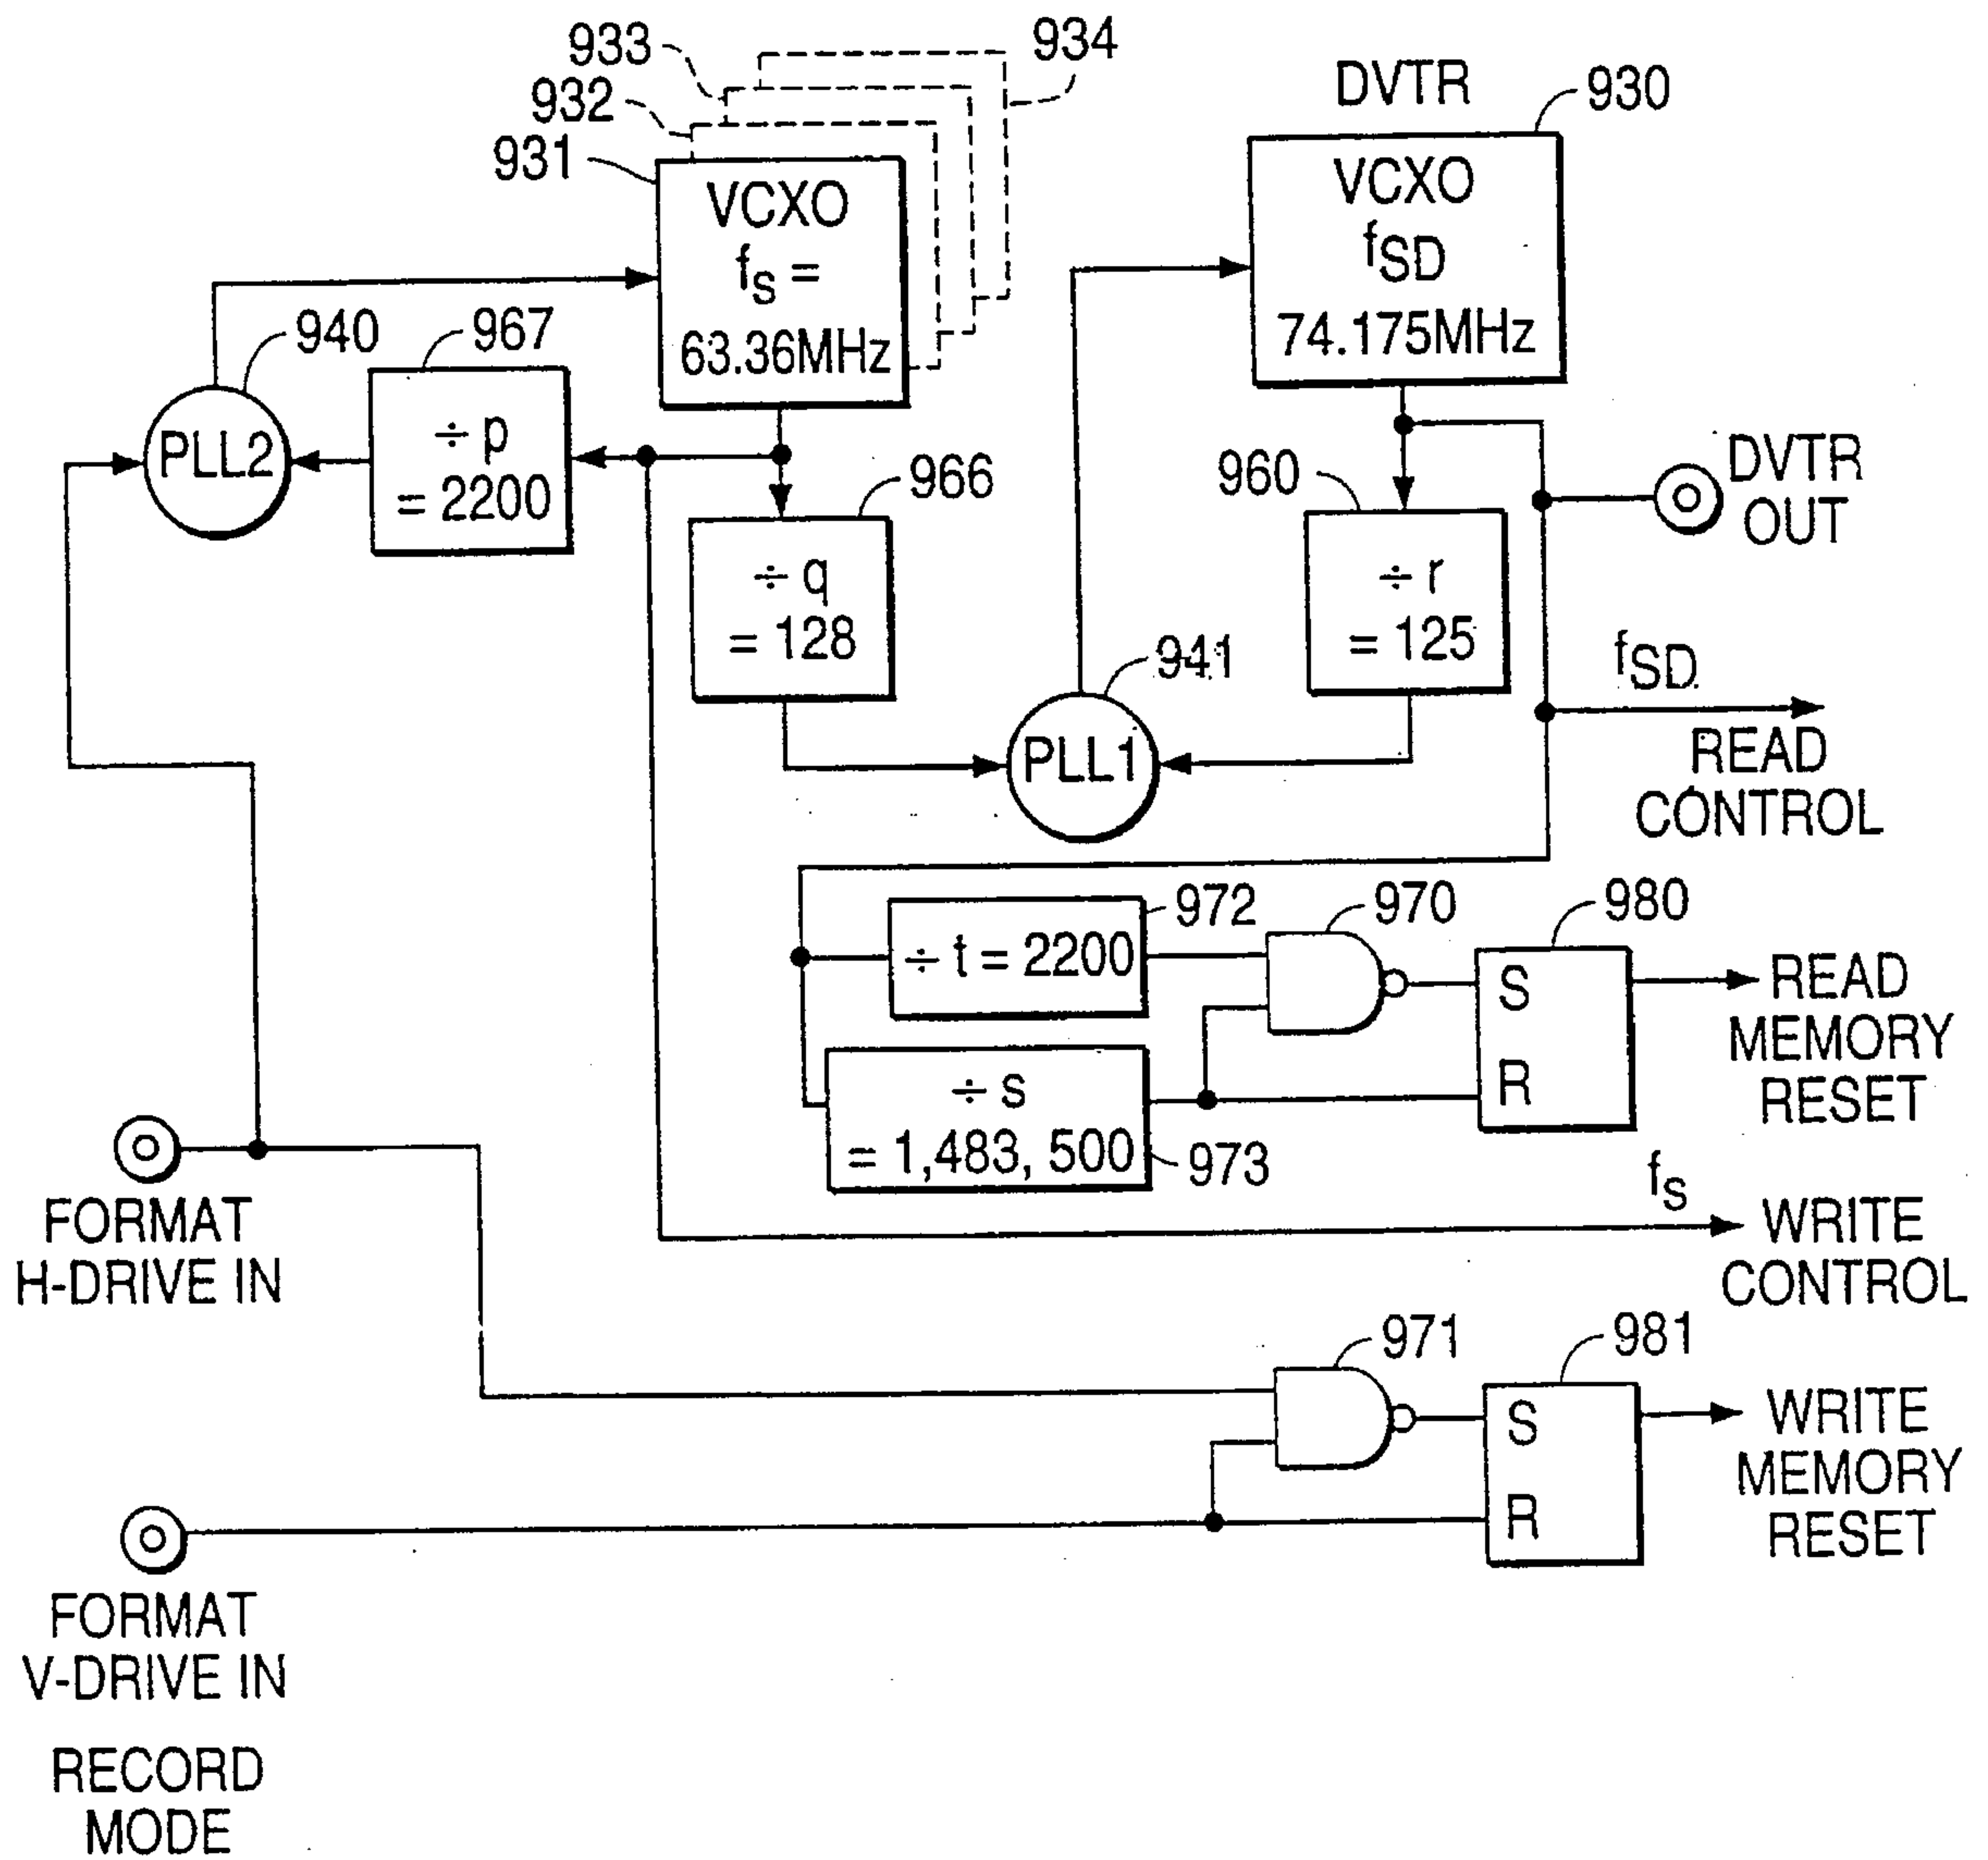 933
934
932
931
VCXO
fS =
63.36MHz
DVTR
930
VCXO
fSD
74.175MHz
940
967
PLL2
÷ p
= 2200
966
÷ q
= 128
960
÷ r
= 125
DVTR
OUT
941
PLL1
fSD
READ
CONTROL
972
÷ t = 2200
970
980
S
R
READ
MEMORY
RESET
÷ s
= 1,483, 500
973
FORMAT
H-DRIVE IN
fS
WRITE
CONTROL
971
981
S
R
WRITE
MEMORY
RESET
FORMAT
V-DRIVE IN
RECORD
MODE